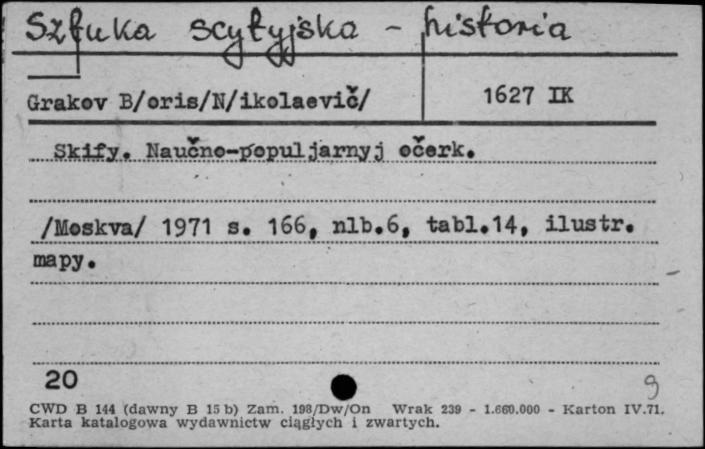 Sztuka scytyjska - historia
Grakov B/oris/N/ikolaevič/ 1627 IK
Skify. Naučno-populjarnyj očerk.
/Moskva/ 1971 s. 166, nlb.6, tabl.14, ilustr.
mapy.
20 9
CWD B 144 (dawny B 15 b) Zam. 198/Dw/On Wrak 239 - 1.660.000 - Karton IV.71.
Karta katalogowa wydawnictw ciągłych i zwartych.